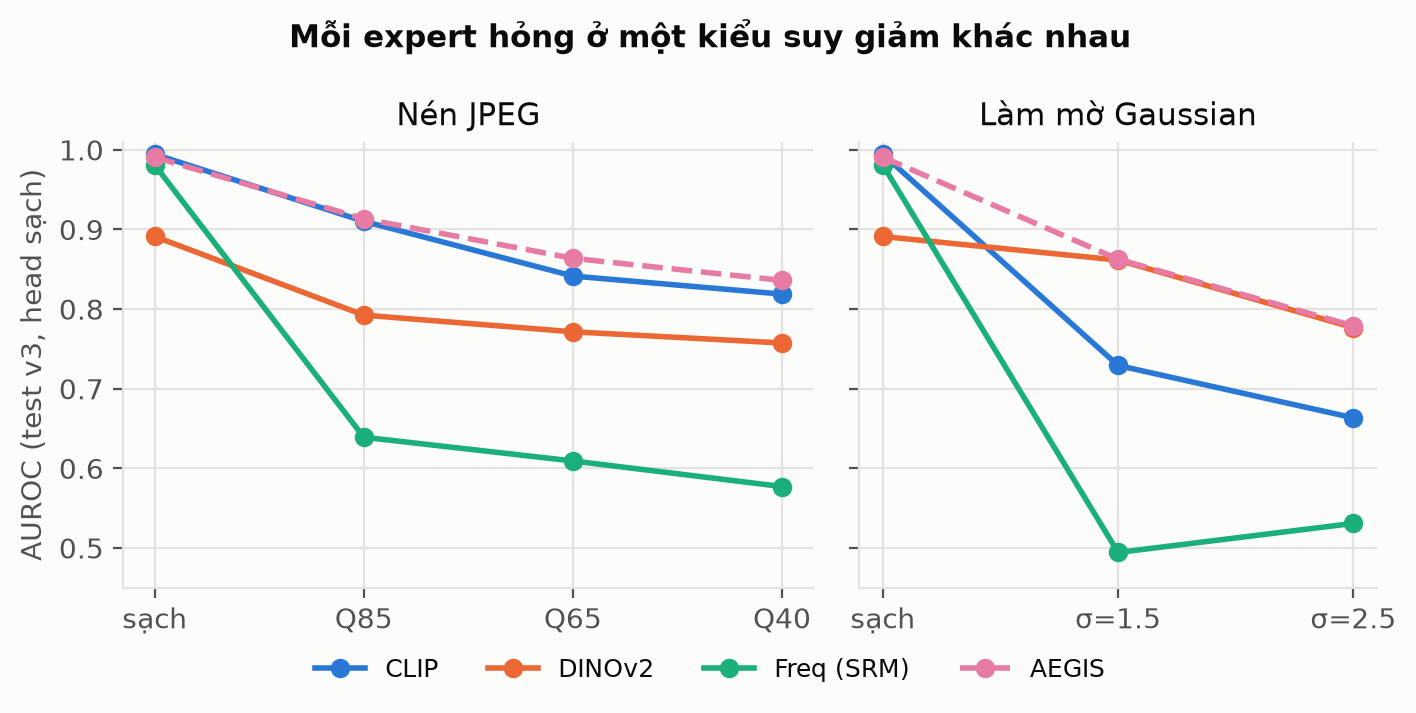 Mỗi expert hỏng ở một kiểu suy giảm khác nhau
Nén JPEG
Làm mờ Gaussian
AUROC (test v3, head sạch)
1.0
0.9
0.8
0.7
0.6
0.5
sạch Q85 Q65 Q40
sạch σ=1.5 σ=2.5
CLIP DINOv2 Freq (SRM) AEGIS